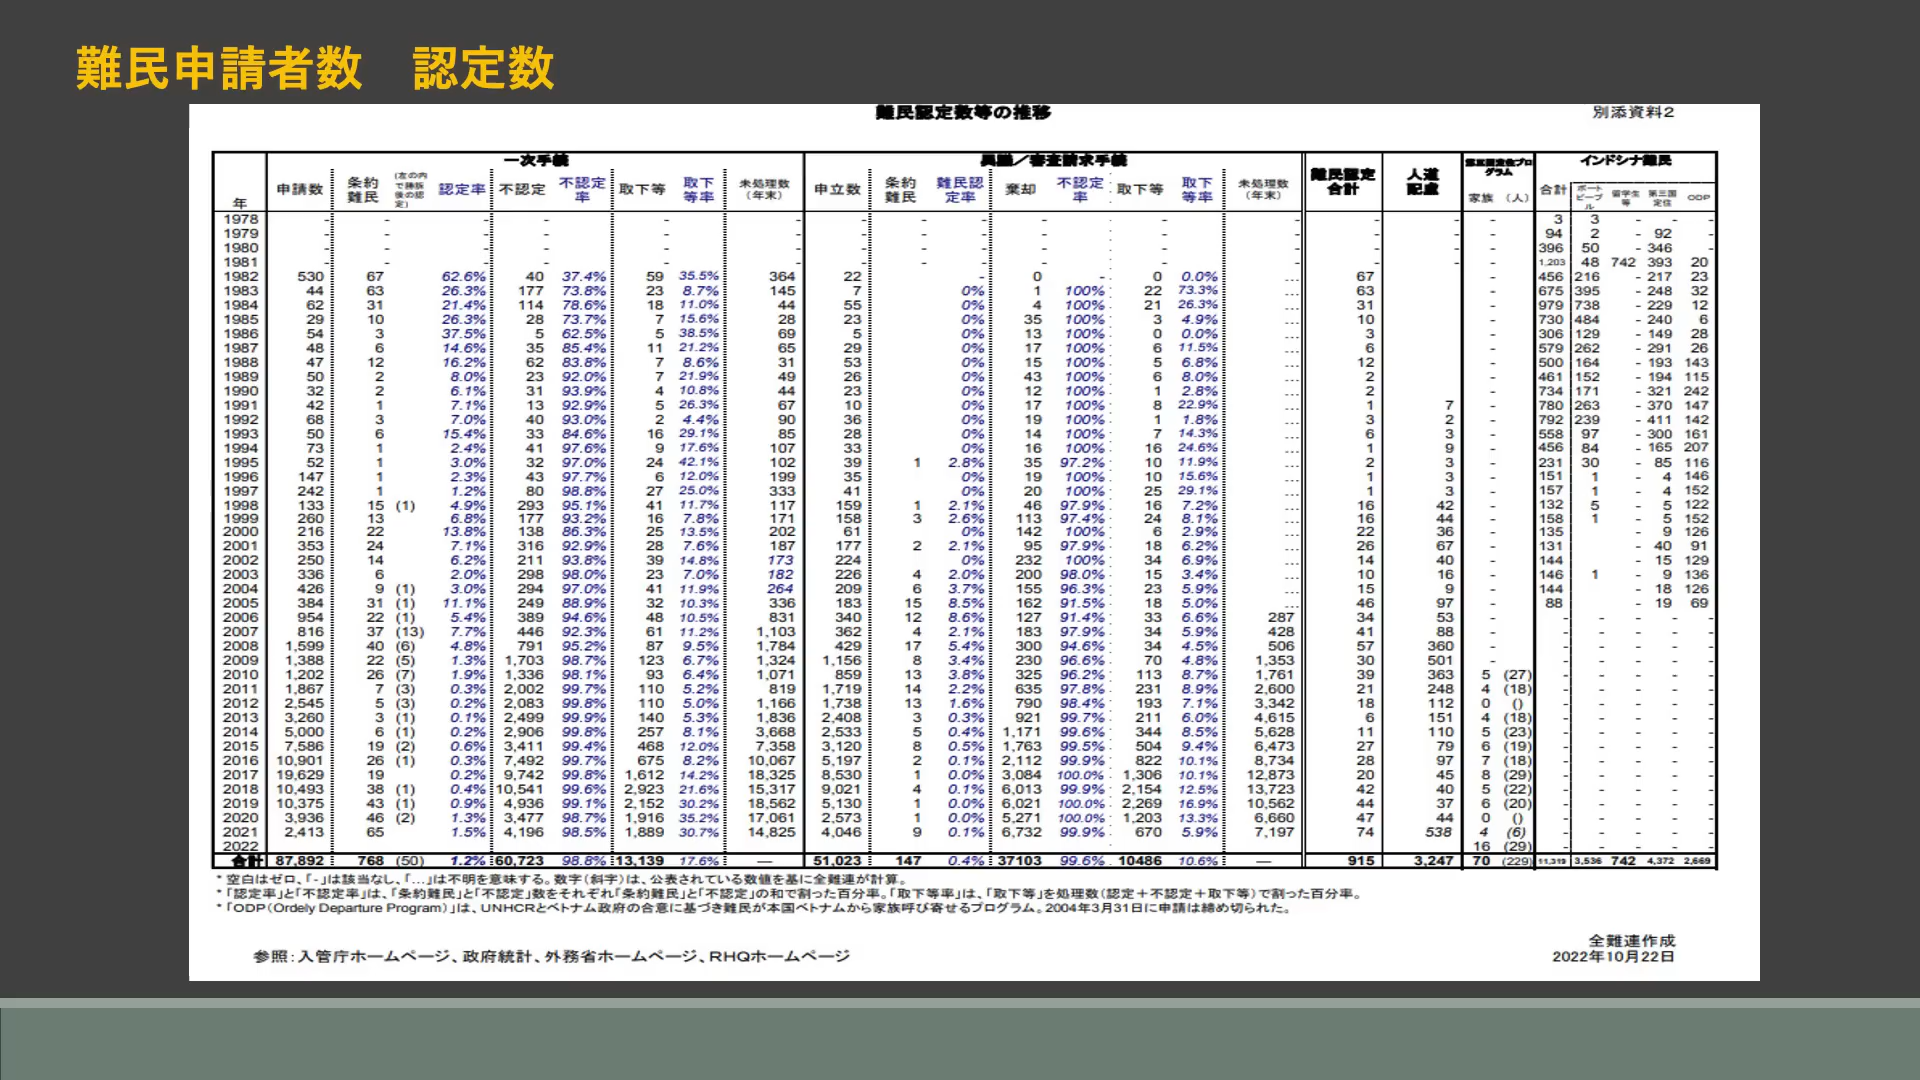 難民申請者数　認定数
難民認定数等の推移
別添資料2
一次手続 異議／審査請求手続 難民認定合計 人道配慮 第三国定住プログラム インドシナ難民
年 申請数 条約難民 (左の内で勝訴後の認定) 認定率 不認定 不認定率 取下等 取下等率 未処理数(年末) 申立数 条約難民 難民認定率 棄却 不認定率 取下等 取下等率 未処理数(年末) 家族 (人) 合計 ボートピープル 留学生等 第三国定住 ODP
1978 - - - - - - - - - - - - - - 3 3 - - -
1979 - - - - - - - - - - - - - - 94 2 - 92 -
1980 - - - - - - - - - - - - - - 396 50 - 346 -
1981 - - - - - - - - - - - - - - 1,203 48 742 393 20
1982 530 67 62.6% 40 37.4% 59 35.5% 364 22 - 0 - 0 0.0% … 67 - 456 216 - 217 23
1983 44 63 26.3% 177 73.8% 23 8.7% 145 7 0% 1 100% 22 73.3% … 63 - 675 395 - 248 32
1984 62 31 21.4% 114 78.6% 18 11.0% 44 55 0% 4 100% 21 26.3% … 31 - 979 738 - 229 12
1985 29 10 26.3% 28 73.7% 7 15.6% 28 23 0% 35 100% 3 4.9% … 10 - 730 484 - 240 6
1986 54 3 37.5% 5 62.5% 5 38.5% 69 5 0% 13 100% 0 0.0% … 3 - 306 129 - 149 28
1987 48 6 14.6% 35 85.4% 11 21.2% 65 29 0% 17 100% 6 11.5% … 6 - 579 262 - 291 26
1988 47 12 16.2% 62 83.8% 7 8.6% 31 53 0% 15 100% 5 6.8% … 12 - 500 164 - 193 143
1989 50 2 8.0% 23 92.0% 7 21.9% 49 26 0% 43 100% 6 8.0% … 2 - 461 152 - 194 115
1990 32 2 6.1% 31 93.9% 4 10.8% 44 23 0% 12 100% 1 2.8% … 2 - 734 171 - 321 242
1991 42 1 7.1% 13 92.9% 5 26.3% 67 10 0% 17 100% 8 22.9% … 1 7 - 780 263 - 370 147
1992 68 3 7.0% 40 93.0% 2 4.4% 90 36 0% 19 100% 1 1.8% … 3 2 - 792 239 - 411 142
1993 50 6 15.4% 33 84.6% 16 29.1% 85 28 0% 14 100% 7 14.3% … 6 3 - 558 97 - 300 161
1994 73 1 2.4% 41 97.6% 9 17.6% 107 33 0% 16 100% 16 24.6% … 1 9 - 456 84 - 165 207
1995 52 1 3.0% 32 97.0% 24 42.1% 102 39 1 2.8% 35 97.2% 10 11.9% … 2 3 - 231 30 - 85 116
1996 147 1 2.3% 43 97.7% 6 12.0% 199 35 0% 19 100% 10 15.6% … 1 3 - 151 1 - 4 146
1997 242 1 1.2% 80 98.8% 27 25.0% 333 41 0% 20 100% 25 29.1% … 1 3 - 157 1 - 4 152
1998 133 15 (1) 4.9% 293 95.1% 41 11.7% 117 159 1 2.1% 46 97.9% 16 7.2% … 16 42 - 132 5 - 5 122
1999 260 13 6.8% 177 93.2% 16 7.8% 171 158 3 2.6% 113 97.4% 24 8.1% … 16 44 - 158 1 - 5 152
2000 216 22 13.8% 138 86.3% 25 13.5% 202 61 0% 142 100% 6 2.9% … 22 36 - 135 - 9 126
2001 353 24 7.1% 316 92.9% 28 7.6% 187 177 2 2.1% 95 97.9% 18 6.2% … 26 67 - 131 - 40 91
2002 250 14 6.2% 211 93.8% 39 14.8% 173 224 0% 232 100% 34 6.9% … 14 40 - 144 - 15 129
2003 336 6 2.0% 298 98.0% 23 7.0% 182 226 4 2.0% 200 98.0% 15 3.4% … 10 16 - 146 1 - 9 136
2004 426 9 (1) 3.0% 294 97.0% 41 11.9% 264 209 6 3.7% 155 96.3% 23 5.9% … 15 9 - 144 - 18 126
2005 384 31 (1) 11.1% 249 88.9% 32 10.3% 336 183 15 8.5% 162 91.5% 18 5.0% … 46 97 - 88 - 19 69
2006 954 22 (1) 5.4% 389 94.6% 48 10.5% 831 340 12 8.6% 127 91.4% 33 6.6% 287 34 53 - - - - - -
2007 816 37 (13) 7.7% 446 92.3% 61 11.2% 1,103 362 4 2.1% 183 97.9% 34 5.9% 428 41 88 - - - - - -
2008 1,599 40 (6) 4.8% 791 95.2% 87 9.5% 1,784 429 17 5.4% 300 94.6% 34 4.5% 506 57 360 - - - - - -
2009 1,388 22 (5) 1.3% 1,703 98.7% 123 6.7% 1,324 1,156 8 3.4% 230 96.6% 70 4.8% 1,353 30 501 - - - - - -
2010 1,202 26 (7) 1.9% 1,336 98.1% 93 6.4% 1,071 859 13 3.8% 325 96.2% 113 8.7% 1,761 39 363 5 (27) - - - - -
2011 1,867 7 (3) 0.3% 2,002 99.7% 110 5.2% 819 1,719 14 2.2% 635 97.8% 231 8.9% 2,600 21 248 4 (18) - - - - -
2012 2,545 5 (3) 0.2% 2,083 99.8% 110 5.0% 1,166 1,738 13 1.6% 790 98.4% 193 7.1% 3,342 18 112 0 () - - - - -
2013 3,260 3 (1) 0.1% 2,499 99.9% 140 5.3% 1,836 2,408 3 0.3% 921 99.7% 211 6.0% 4,615 6 151 4 (18) - - - - -
2014 5,000 6 (1) 0.2% 2,906 99.8% 257 8.1% 3,668 2,533 5 0.4% 1,171 99.6% 344 8.5% 5,628 11 110 5 (23) - - - - -
2015 7,586 19 (2) 0.6% 3,411 99.4% 468 12.0% 7,358 3,120 8 0.5% 1,763 99.5% 504 9.4% 6,473 27 79 6 (19) - - - - -
2016 10,901 26 (1) 0.3% 7,492 99.7% 675 8.2% 10,067 5,197 2 0.1% 2,112 99.9% 822 10.1% 8,734 28 97 7 (18) - - - - -
2017 19,629 19 0.2% 9,742 99.8% 1,612 14.2% 18,325 8,530 1 0.0% 3,084 100.0% 1,306 10.1% 12,873 20 45 8 (29) - - - - -
2018 10,493 38 (1) 0.4% 10,541 99.6% 2,923 21.6% 15,317 9,021 4 0.1% 6,013 99.9% 2,154 12.5% 13,723 42 40 5 (22) - - - - -
2019 10,375 43 (1) 0.9% 4,936 99.1% 2,152 30.2% 18,562 5,130 1 0.0% 6,021 100.0% 2,269 16.9% 10,562 44 37 6 (20) - - - - -
2020 3,936 46 (2) 1.3% 3,477 98.7% 1,916 35.2% 17,061 2,573 1 0.0% 5,271 100.0% 1,203 13.3% 6,660 47 44 0 () - - - - -
2021 2,413 65 1.5% 4,196 98.5% 1,889 30.7% 14,825 4,046 9 0.1% 6,732 99.9% 670 5.9% 7,197 74 538 4 (6) - - - - -
2022 16 (29) - - - - -
合計 87,892 768 (50) 1.2% 60,723 98.8% 13,139 17.6% — 51,023 147 0.4% 37103 99.6% 10486 10.6% — 915 3,247 70 (229) 11,319 3,536 742 4,372 2,669
*空白はゼロ、「-」は該当なし、「…」は不明を意味する。数字(斜字)は、公表されている数値を基に全難連が計算。
*「認定率」と「不認定率」は、「条約難民」と「不認定」数をそれぞれ「条約難民」と「不認定」の和で割った百分率。「取下等率」は、「取下等」を処理数(認定＋不認定＋取下等)で割った百分率。
*「ODP(Ordely Departure Program)」は、UNHCRとベトナム政府の合意に基づき難民が本国ベトナムから家族呼び寄せるプログラム。2004年3月31日に申請は締め切られた。
全難連作成
参照：入管庁ホームページ、政府統計、外務省ホームページ、RHQホームページ
2022年10月22日